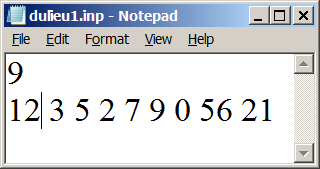 dulieu1.inp - Notepad
File Edit Format View Help
9
12 3 5 2 7 9 0 56 21